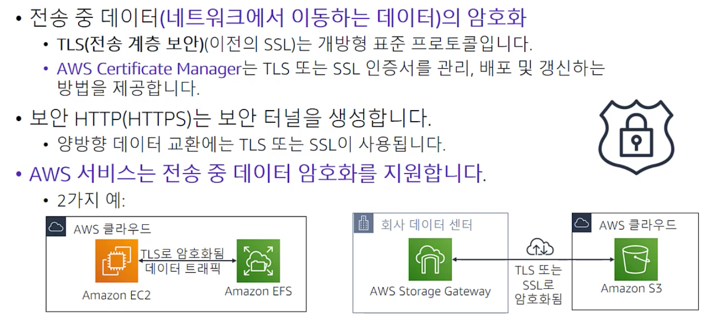 • 전송 중 데이터(네트워크에서 이동하는 데이터)의 암호화
• TLS(전송 계층 보안)(이전의 SSL)는 개방형 표준 프로토콜입니다.
• AWS Certificate Manager는 TLS 또는 SSL 인증서를 관리, 배포 및 갱신하는
방법을 제공합니다.
• 보안 HTTP(HTTPS)는 보안 터널을 생성합니다.
• 양방향 데이터 교환에는 TLS 또는 SSL이 사용됩니다.
• AWS 서비스는 전송 중 데이터 암호화를 지원합니다.
• 2가지 예:
AWS 클라우드
TLS로 암호화됨
데이터 트래픽
Amazon EC2
Amazon EFS
회사 데이터 센터
AWS Storage Gateway
TLS 또는
SSL로
암호화됨
AWS 클라우드
Amazon S3